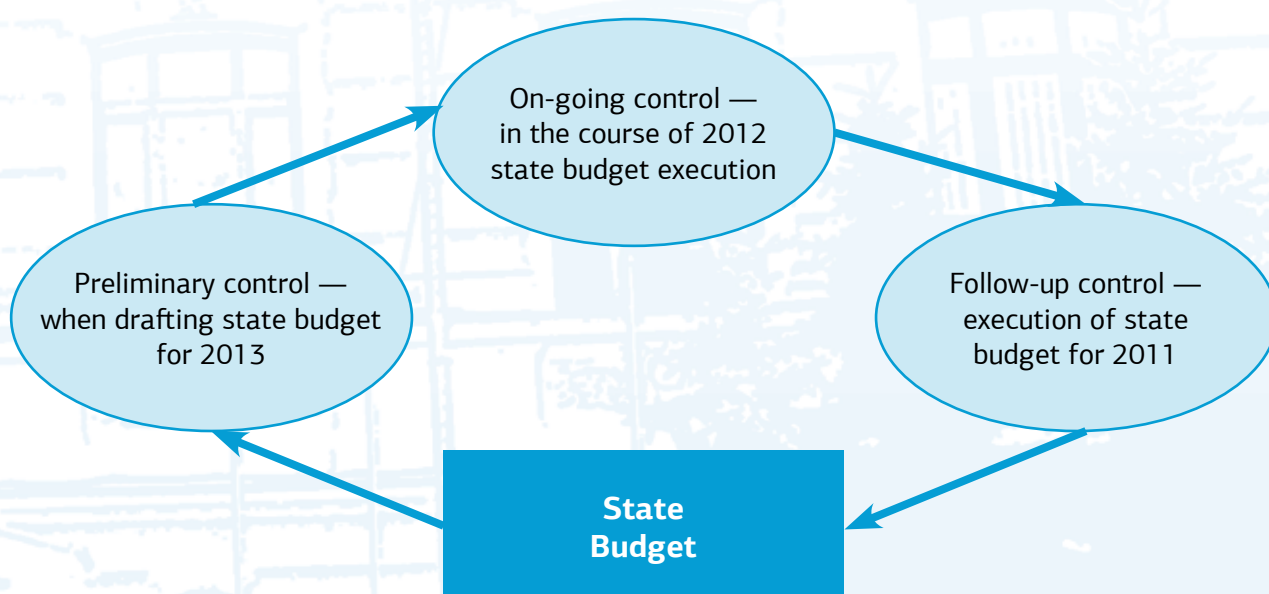 On-going control —
in the course of 2012
state budget execution
Preliminary control —
when drafting state budget
for 2013
Follow-up control —
execution of state
budget for 2011
State
Budget